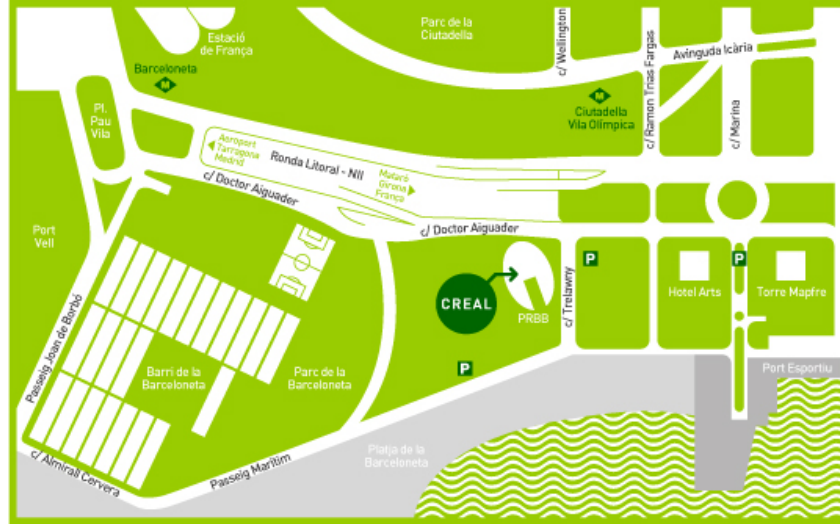 Estació
de França
Parc de la
Ciutadella
c/ Wellington
c/ Ramon Trias Fargas
Avinguda Icària
c/ Marina
Barceloneta
M
M
Ciutadella
Vila Olímpica
Pl.
Pau
Vila
Aeroport
Tarragona
Madrid
Ronda Litoral - NII
Mataró
Girona
França
c/ Doctor Aiguader
c/ Doctor Aiguader
Port
Vell
P
P
CREAL
PRBB
c/ Trelawny
Hotel Arts
Torre Mapfre
Passeig Joan de Borbó
Barri de la
Barceloneta
Parc de la
Barceloneta
P
Port Esportiu
Platja de la
Barceloneta
Passeig Marítim
c/ Almirall Cervera